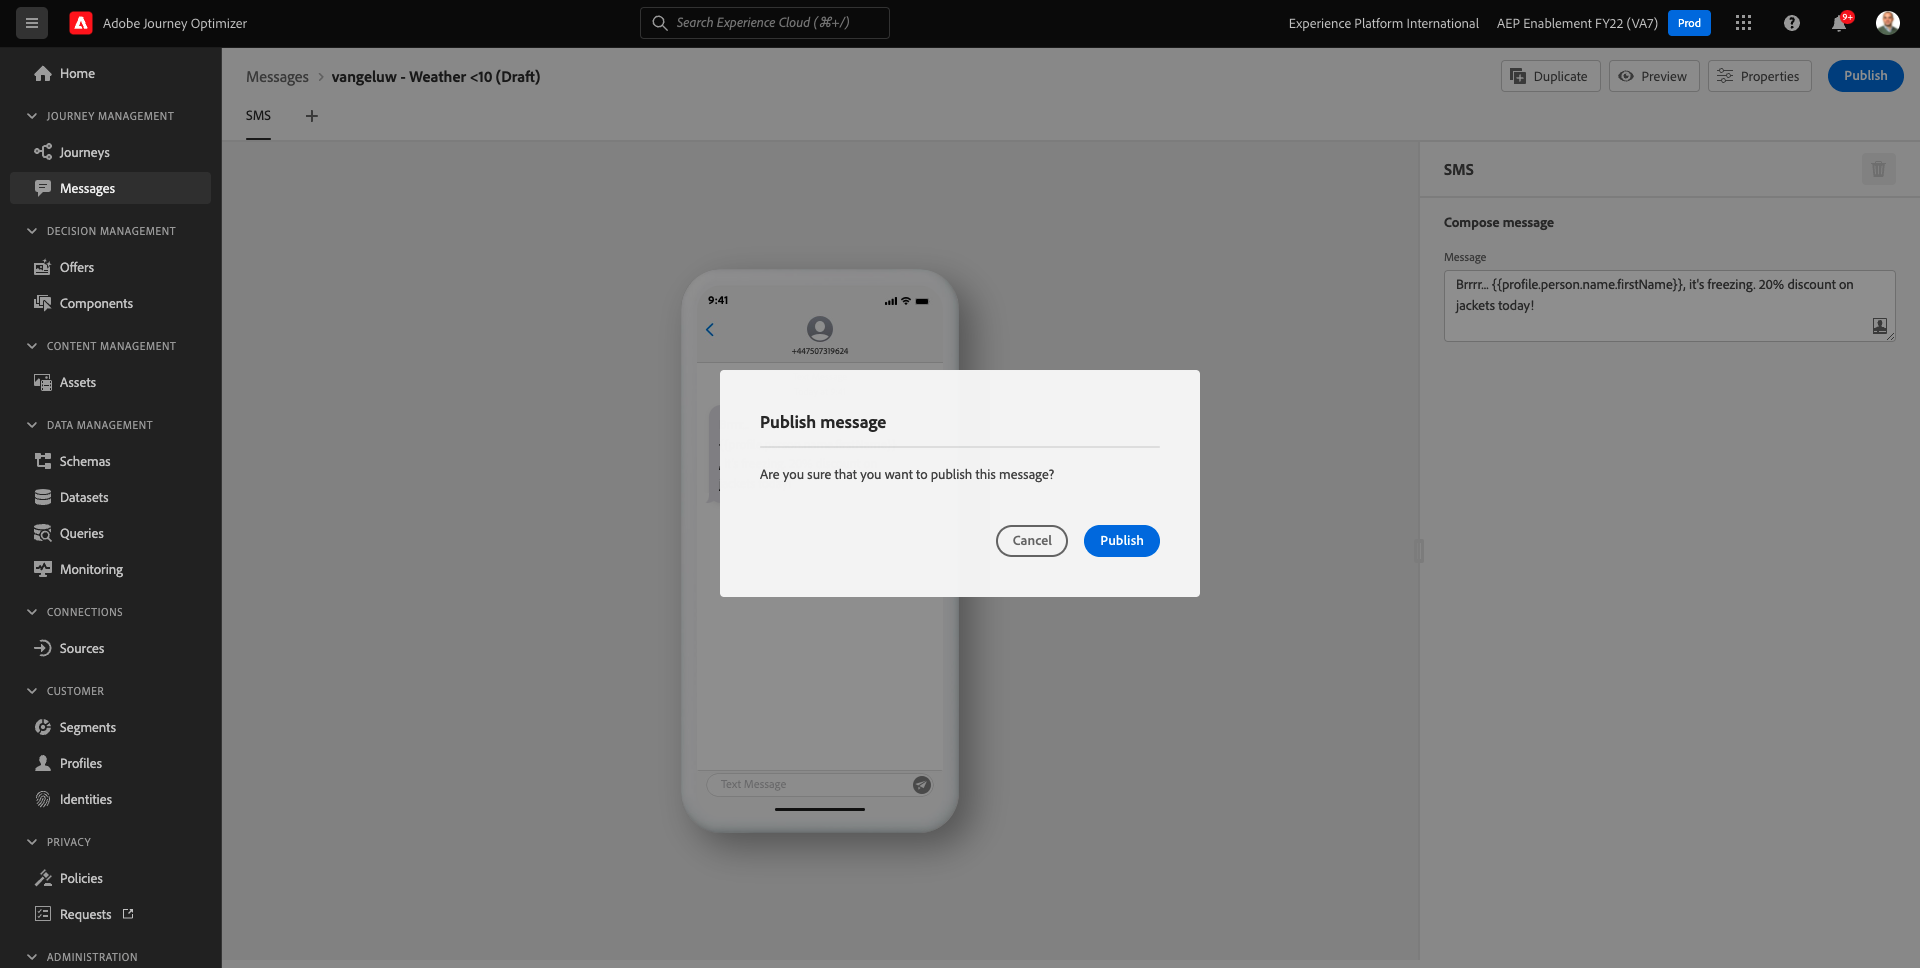 Adobe Journey Optimizer
Search Experience Cloud (⌘+/)
Experience Platform International
AEP Enablement FY22 (VA7)
Prod
9+
Home
JOURNEY MANAGEMENT
Journeys
Messages
DECISION MANAGEMENT
Offers
Components
CONTENT MANAGEMENT
Assets
DATA MANAGEMENT
Schemas
Datasets
Queries
Monitoring
CONNECTIONS
Sources
CUSTOMER
Segments
Profiles
Identities
PRIVACY
Policies
Requests
ADMINISTRATION
Messages > vangeluw - Weather <10 (Draft)
Duplicate
Preview
Properties
Publish
SMS
9:41
+447507319624
Text Message
Publish message
Are you sure that you want to publish this message?
Cancel
Publish
SMS
Compose message
Message
Brrrr... {{profile.person.name.firstName}}, it's freezing. 20% discount on
jackets today!